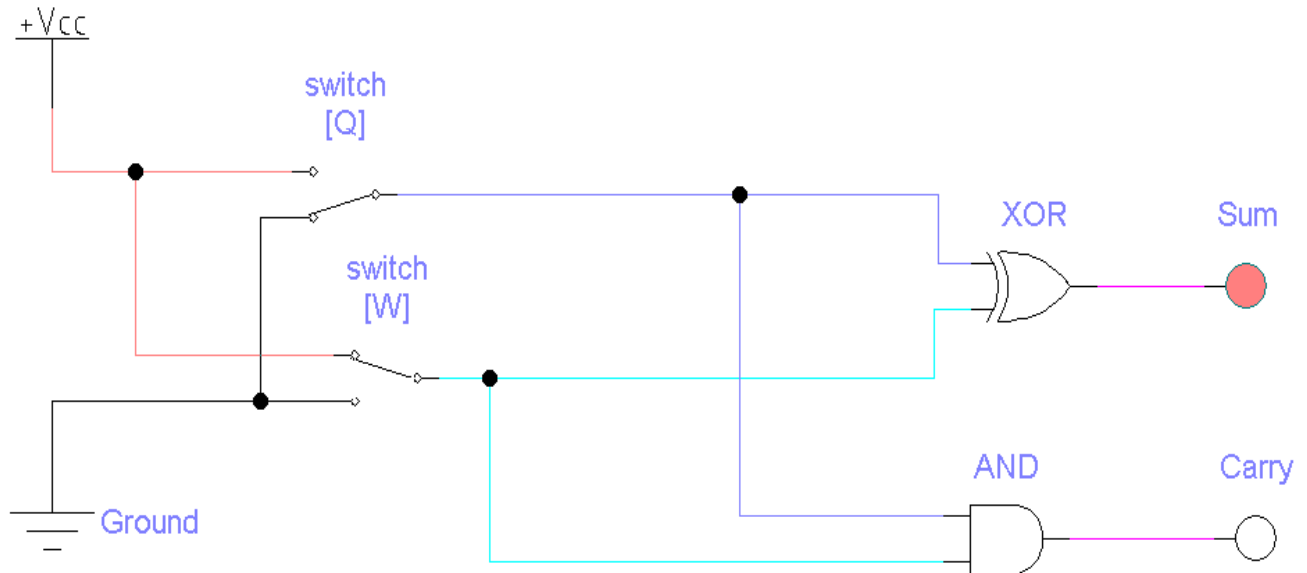 +Vcc
switch
[Q]
XOR
Sum
switch
[W]
AND
Carry
Ground